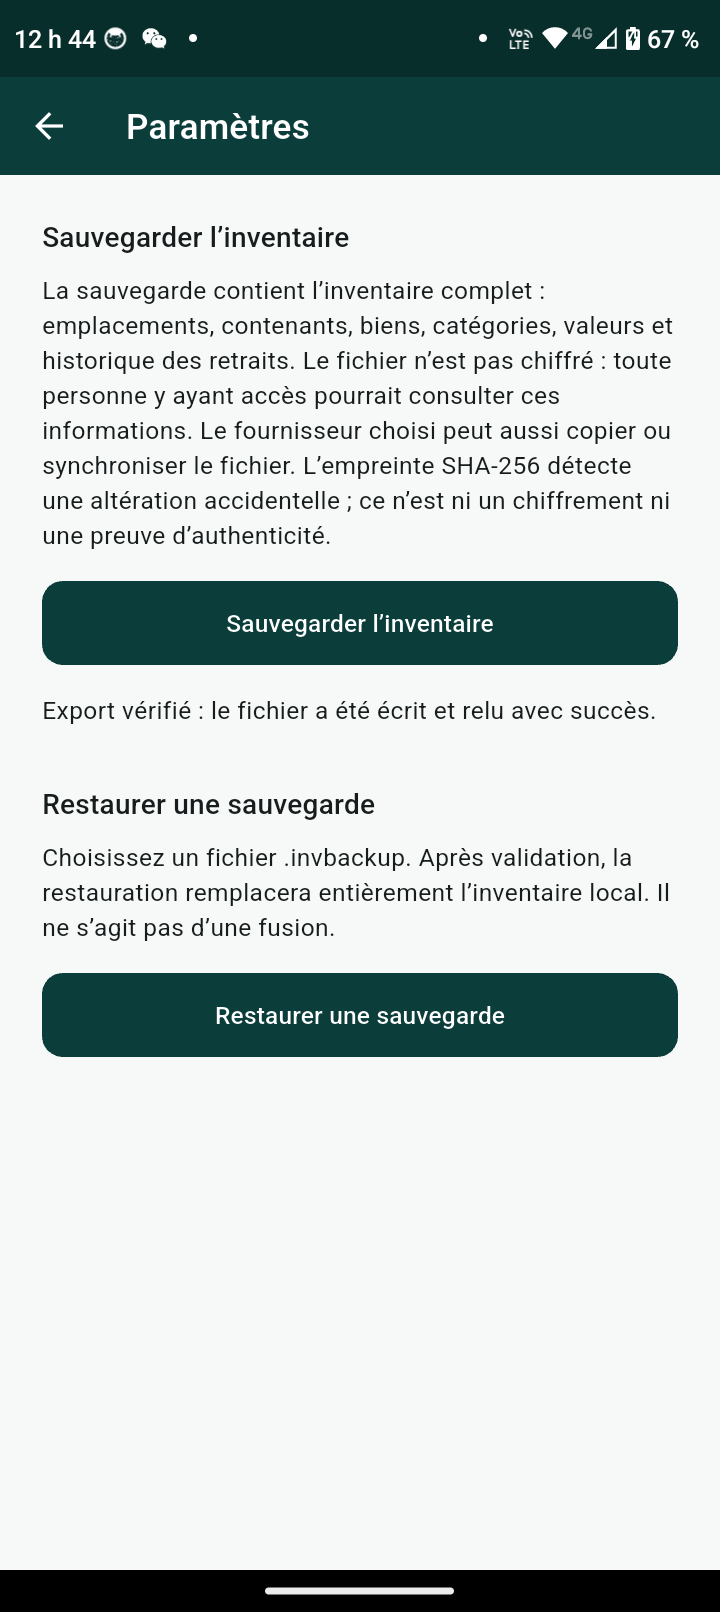 12 h 44
Vo LTE 4G 67 %
Paramètres
Sauvegarder l’inventaire
La sauvegarde contient l’inventaire complet :
emplacements, contenants, biens, catégories, valeurs et
historique des retraits. Le fichier n’est pas chiffré : toute
personne y ayant accès pourrait consulter ces
informations. Le fournisseur choisi peut aussi copier ou
synchroniser le fichier. L’empreinte SHA-256 détecte
une altération accidentelle ; ce n’est ni un chiffrement ni
une preuve d’authenticité.
Sauvegarder l’inventaire
Export vérifié : le fichier a été écrit et relu avec succès.
Restaurer une sauvegarde
Choisissez un fichier .invbackup. Après validation, la
restauration remplacera entièrement l’inventaire local. Il
ne s’agit pas d’une fusion.
Restaurer une sauvegarde